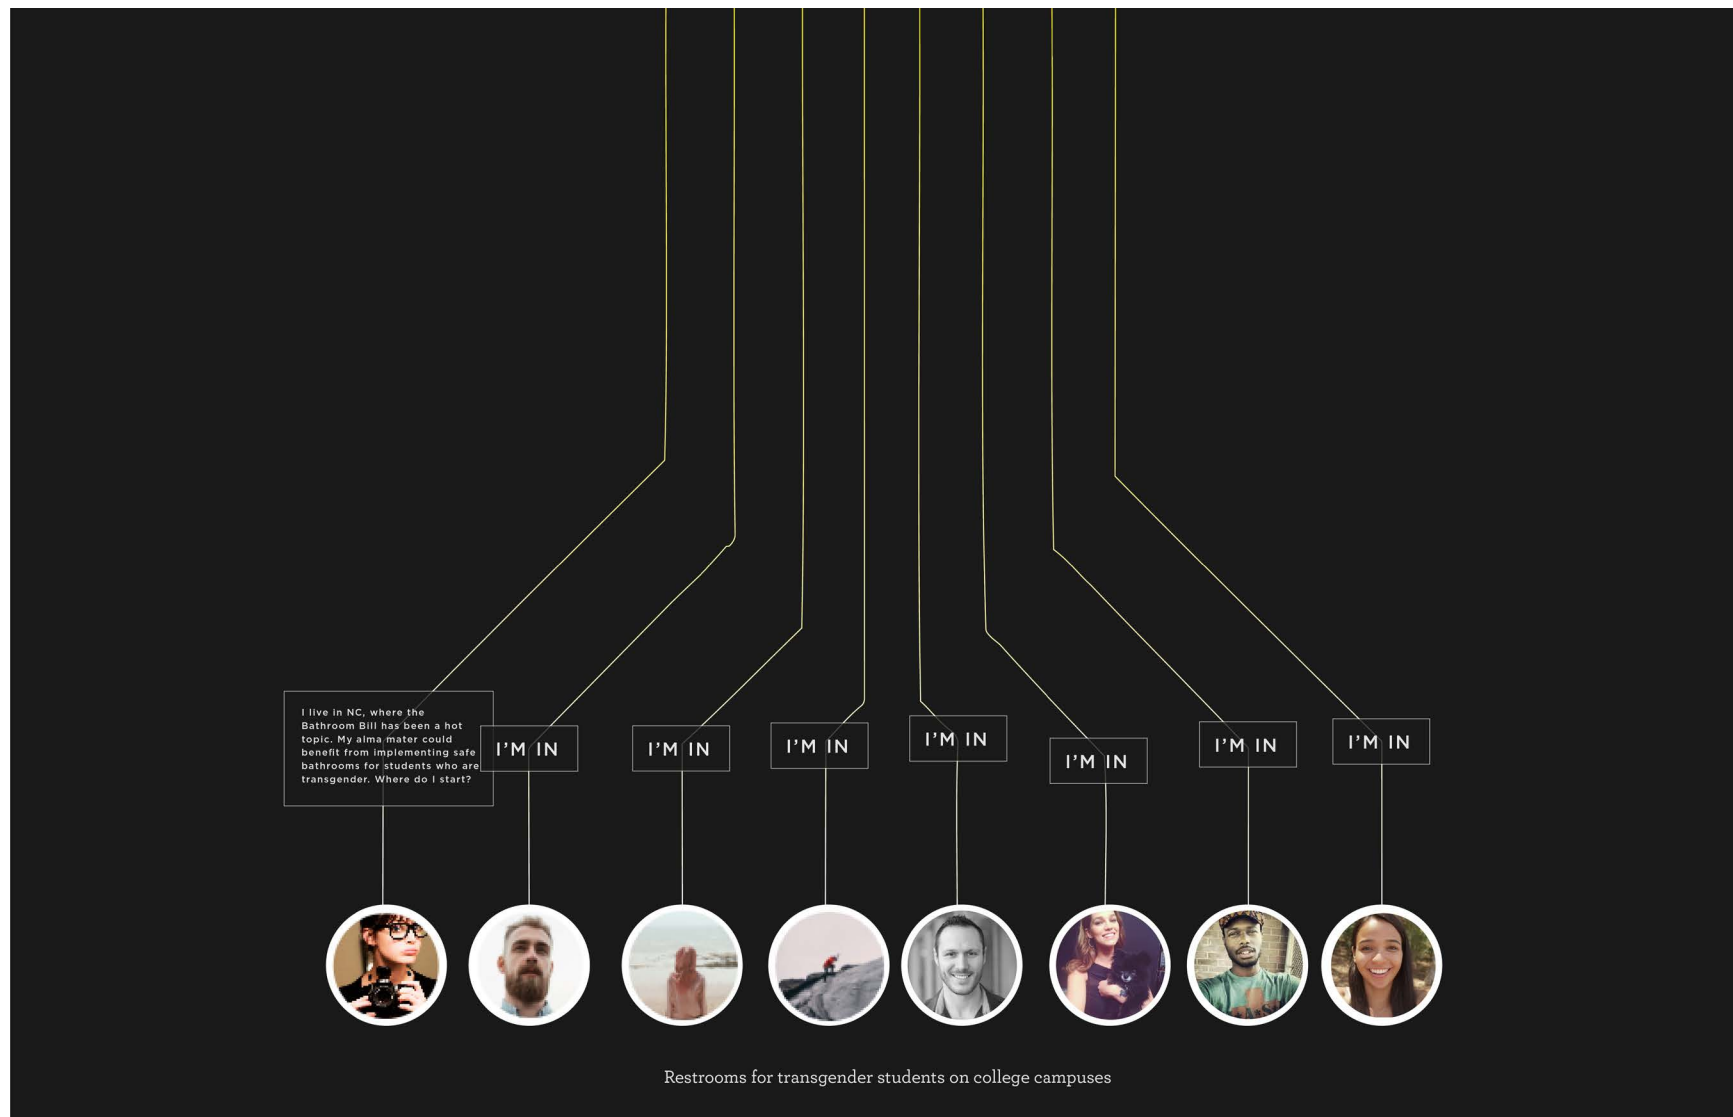 I live in NC, where the
Bathroom Bill has been a hot
topic. My alma mater could
benefit from implementing safe
bathrooms for students who are
transgender. Where do I start?
I'M IN
I'M IN
I'M IN
I'M IN
I'M IN
I'M IN
I'M IN
Restrooms for transgender students on college campuses